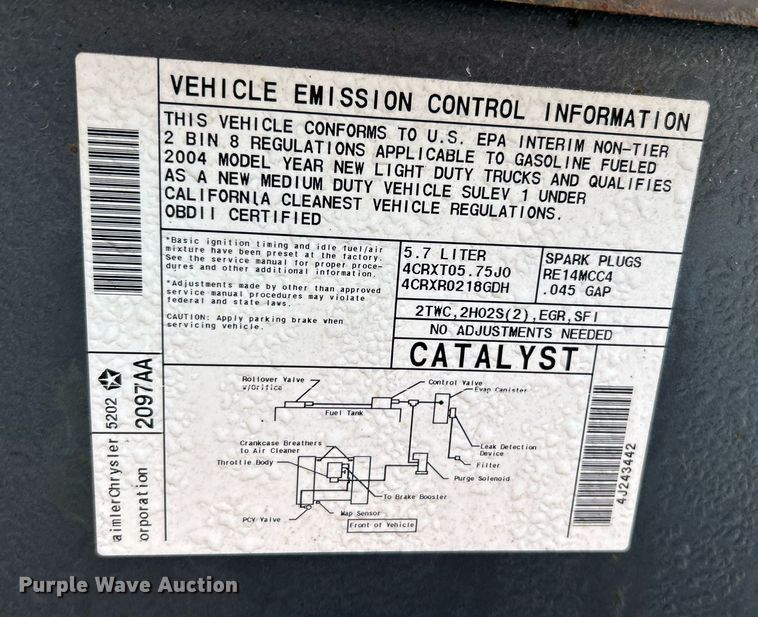 VEHICLE EMISSION CONTROL INFORMATION
THIS VEHICLE CONFORMS TO U.S. EPA INTERIM NON-TIER
2 BIN 8 REGULATIONS APPLICABLE TO GASOLINE FUELED
2004 MODEL YEAR NEW LIGHT DUTY TRUCKS AND QUALIFIES
AS A NEW MEDIUM DUTY VEHICLE SULEV 1 UNDER
CALIFORNIA CLEANEST VEHICLE REGULATIONS.
OBDII CERTIFIED
*Basic ignition timing and idle fuel/air
mixture have been preset at the factory.
See the service manual for proper proce-
dures and other additional information.
*Adjustments made by other than approved
service manual procedures may violate
federal and state laws.
CAUTION: Apply parking brake when
servicing vehicle.
5.7 LITER
4CRXT05.75J0
4CRXR0218GDH
SPARK PLUGS
RE14MCC4
.045 GAP
2TWC,2HO2S(2),EGR,SFI
NO ADJUSTMENTS NEEDED
CATALYST
Rollover Valve
w/Orifice
Fuel Tank
Control Valve
Evap Canister
Crankcase Breathers
to Air Cleaner
Throttle Body
Leak Detection
Device
Filter
Purge Solenoid
To Brake Booster
Map Sensor
PCV Valve
Front of Vehicle
aimlerChrysler
orporation
5202
2097AA
4J243442
Purple Wave Auction